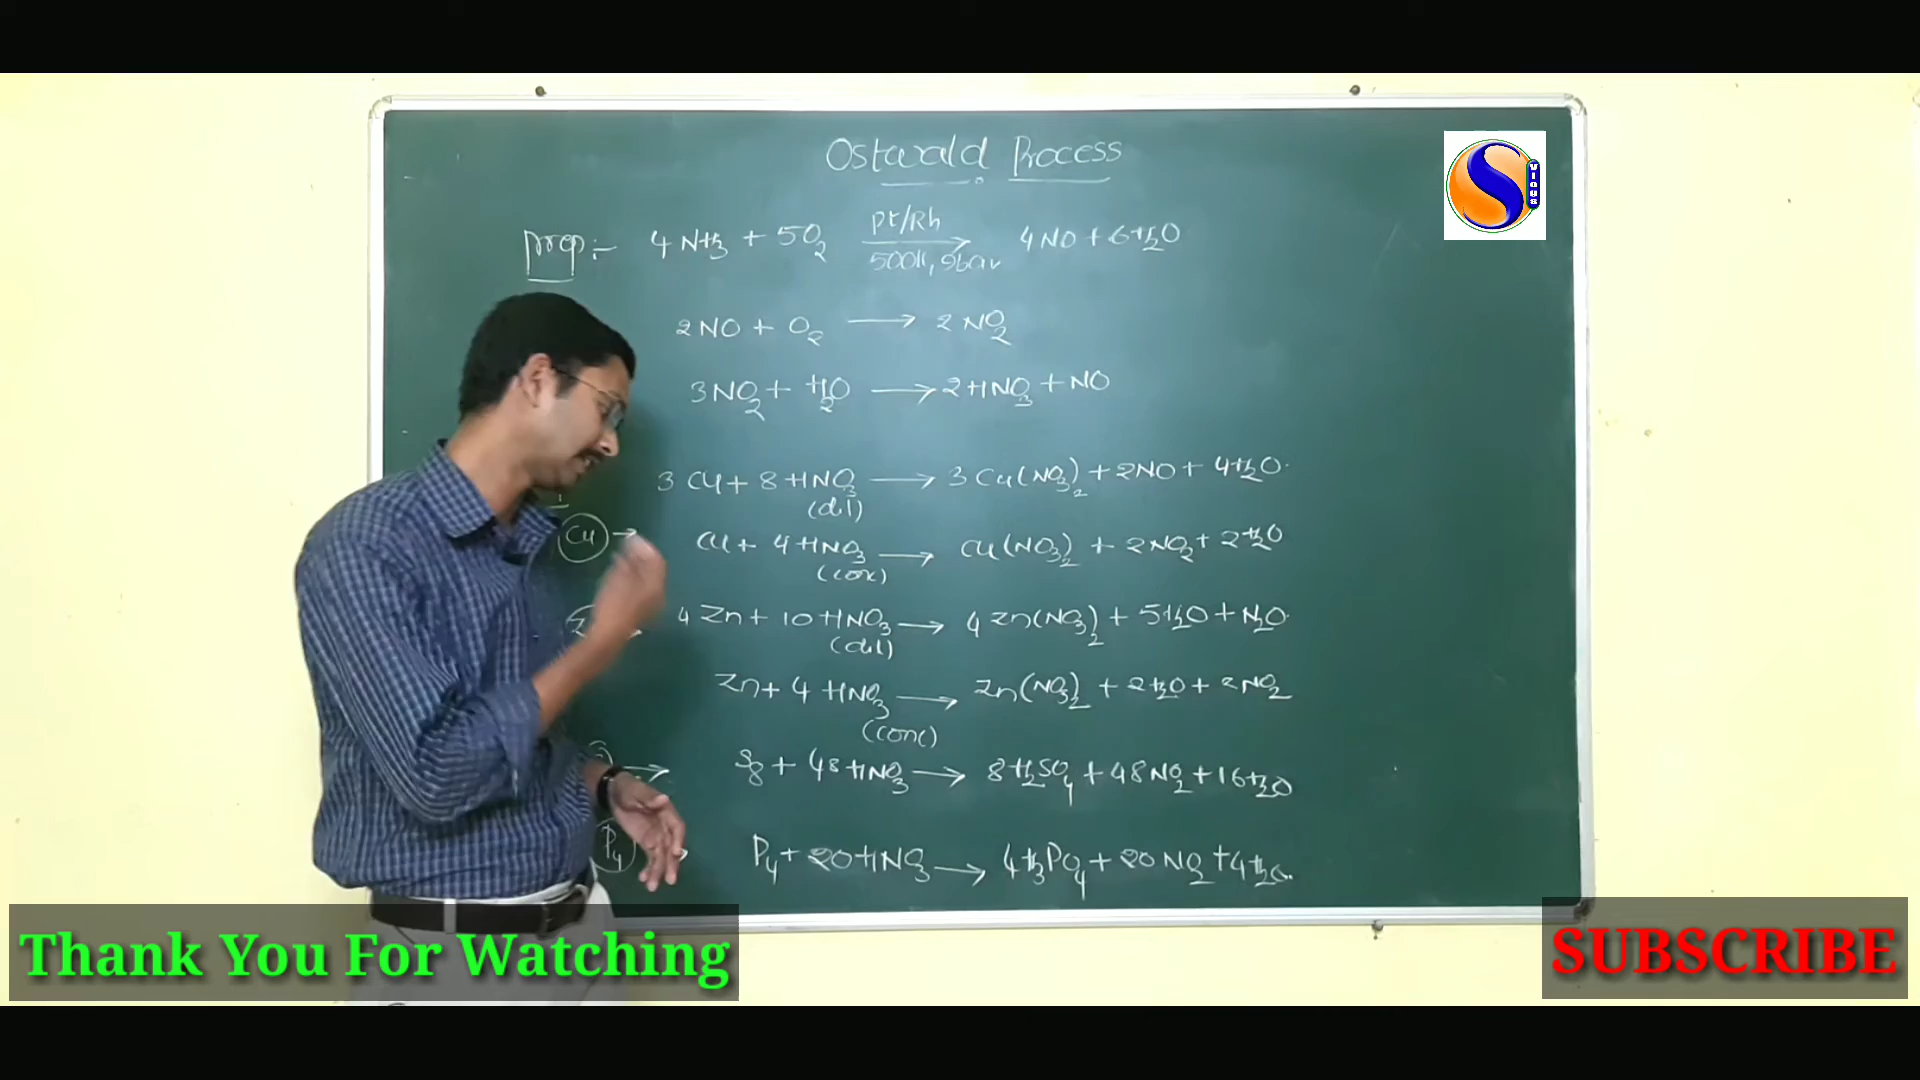 Ostwald Process
Prep:- 4NH3 + 5O2 Pt/Rh 500K, 9bar → 4NO + 6H2O
2NO + O2 → 2NO2
3NO2 + H2O → 2HNO3 + NO
3Cu + 8HNO3 (dil) → 3Cu(NO3)2 + 2NO + 4H2O
Cu → Cu + 4HNO3 (conc) → Cu(NO3)2 + 2NO2 + 2H2O
4Zn + 10HNO3 (dil) → 4Zn(NO3)2 + 5H2O + N2O
Zn + 4HNO3 (conc) → Zn(NO3)2 + 2H2O + 2NO2
S8 + 48HNO3 → 8H2SO4 + 48NO2 + 16H2O
P4 → P4 + 20HNO3 → 4H3PO4 + 20NO2 + 4H2O
Thank You For Watching
SUBSCRIBE